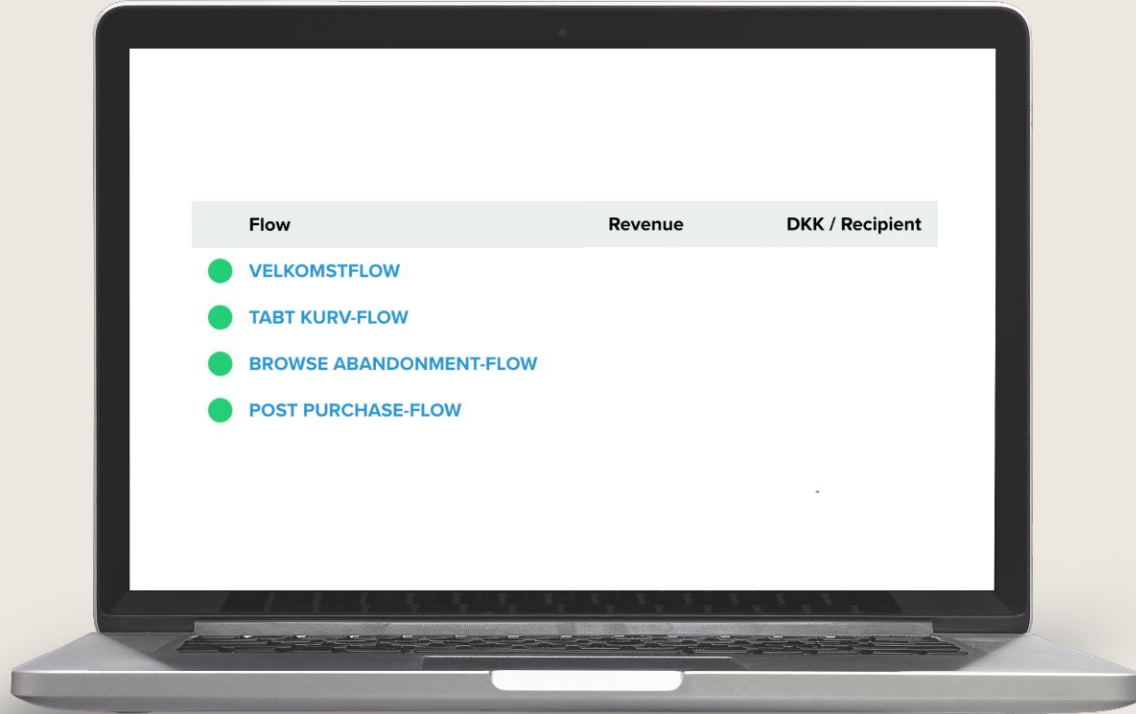 Flow Revenue DKK / Recipient
VELKOMSTFLOW
TABT KURV-FLOW
BROWSE ABANDONMENT-FLOW
POST PURCHASE-FLOW